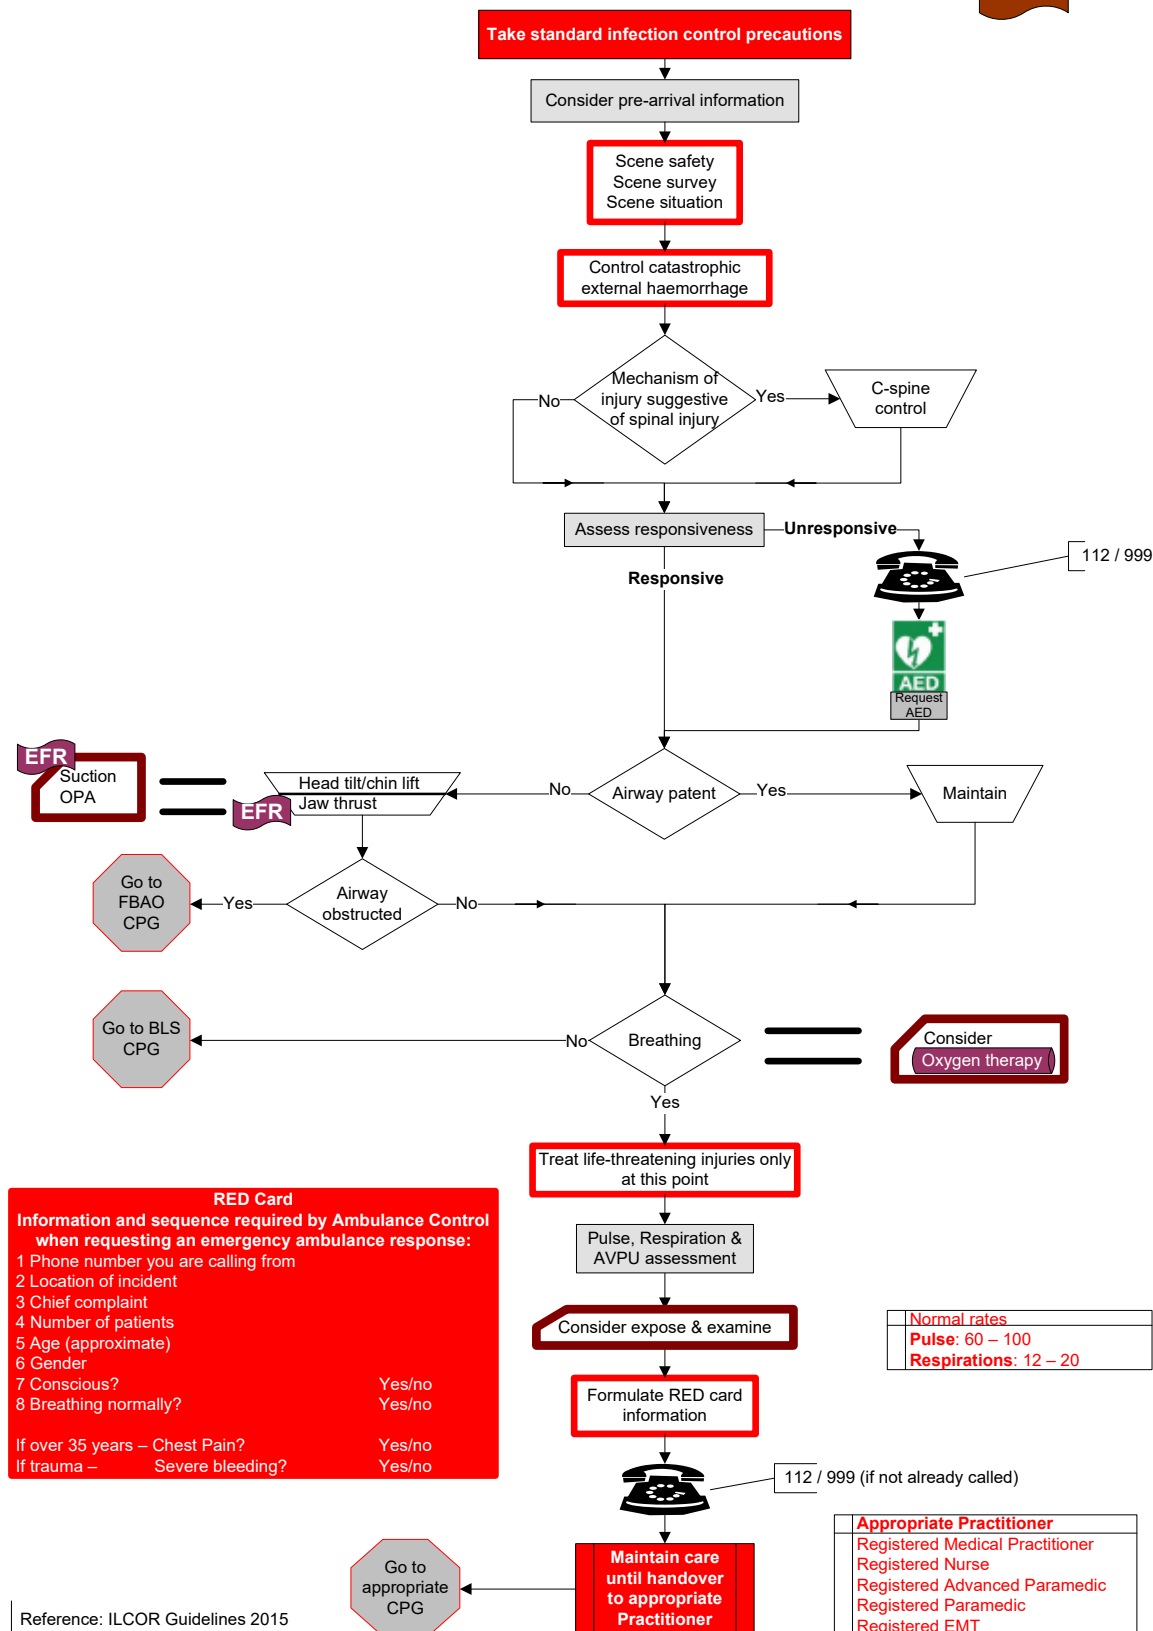 Take standard infection control precautions
Consider pre-arrival information
Scene safety
Scene survey
Scene situation
Control catastrophic
external haemorrhage
Mechanism of
injury suggestive
of spinal injury
No
Yes
C-spine
control
Assess responsiveness
Unresponsive
112 / 999
Responsive
AED
Request
AED
EFR
Suction
OPA
Head tilt/chin lift
Jaw thrust
EFR
No
Airway patent
Yes
Maintain
Go to
FBAO
CPG
Yes
Airway
obstructed
No
Go to BLS
CPG
No
Breathing
Consider
Oxygen therapy
Yes
Treat life-threatening injuries only
at this point
RED Card
Information and sequence required by Ambulance Control
when requesting an emergency ambulance response:
1 Phone number you are calling from
2 Location of incident
3 Chief complaint
4 Number of patients
5 Age (approximate)
6 Gender
7 Conscious? Yes/no
8 Breathing normally? Yes/no
If over 35 years – Chest Pain? Yes/no
If trauma – Severe bleeding? Yes/no
Pulse, Respiration &
AVPU assessment
Consider expose & examine
Normal rates
Pulse: 60 – 100
Respirations: 12 – 20
Formulate RED card
information
112 / 999 (if not already called)
Go to
appropriate
CPG
Maintain care
until handover
to appropriate
Practitioner
Appropriate Practitioner
Registered Medical Practitioner
Registered Nurse
Registered Advanced Paramedic
Registered Paramedic
Registered EMT
Reference: ILCOR Guidelines 2015